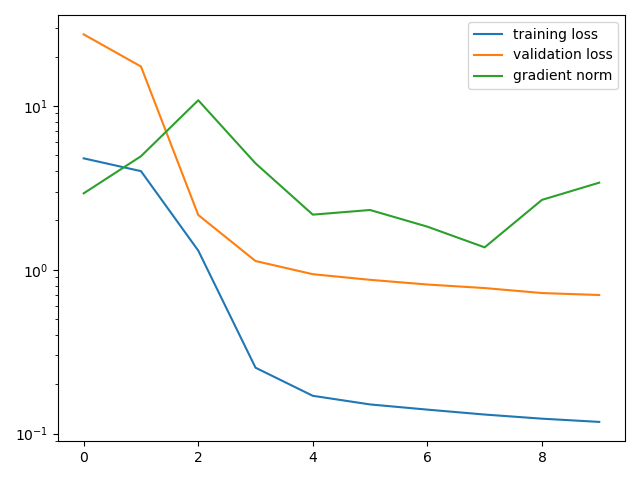 training loss
validation loss
gradient norm
10¹
10⁰
10⁻¹
0 2 4 6 8